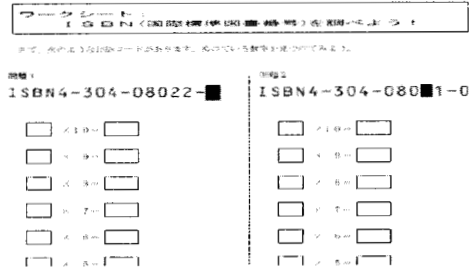 ワークシート:
ISBN(国際標準図書番号)を調べよう!
問題1
ISBN4-304-08022-■
×10=
× 9=
× 8=
× 7=
× 6=
× 5=
問題2
ISBN4-304-080■1-0
×10=
× 9=
× 8=
× 7=
× 6=
× 5=